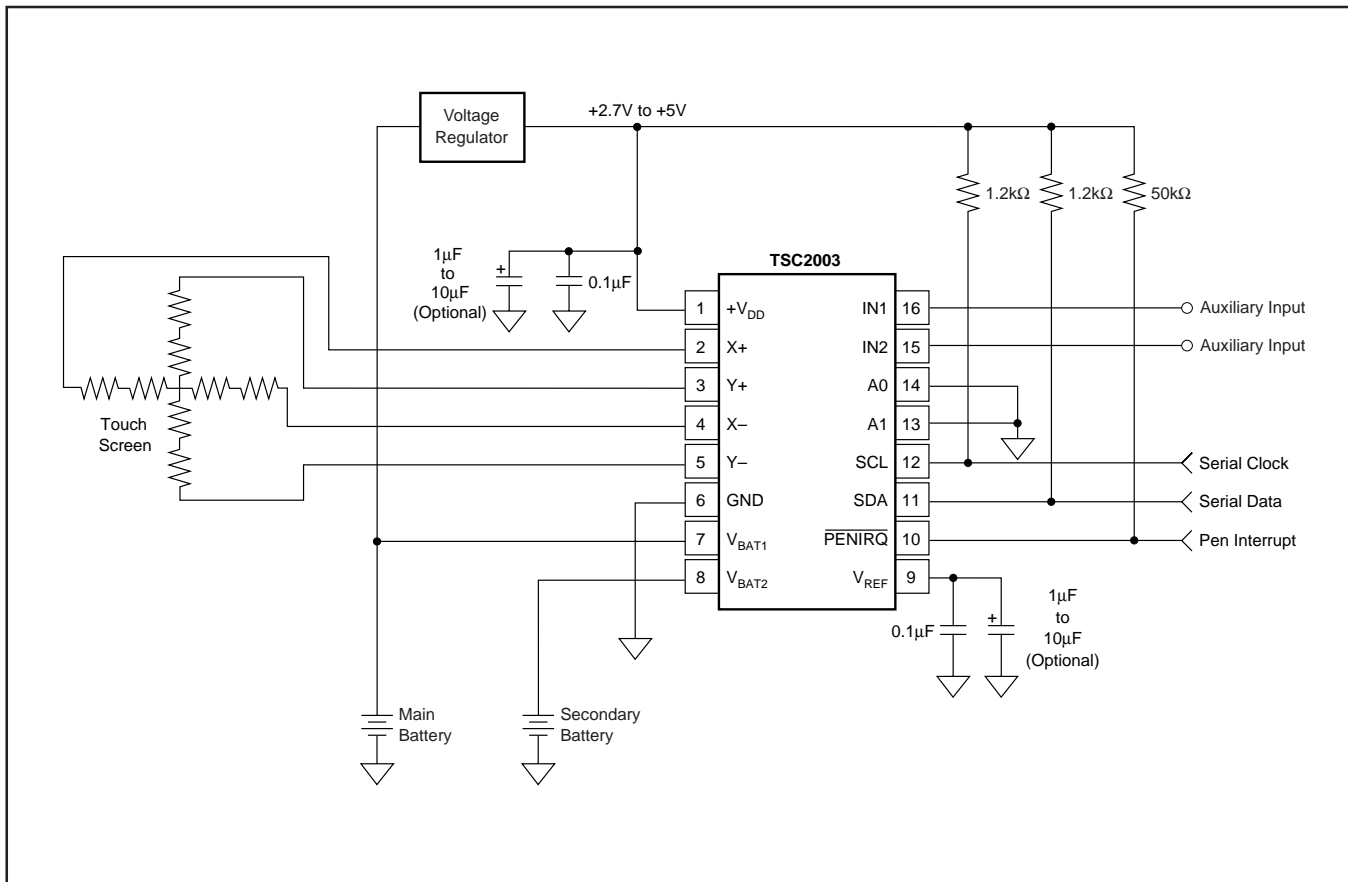 Voltage
Regulator
+2.7V to +5V
1.2kΩ
1.2kΩ
50kΩ
1µF
to
10µF
(Optional)
+
0.1µF
TSC2003
Touch
Screen
1 +VDD
2 X+
3 Y+
4 X–
5 Y–
6 GND
7 VBAT1
8 VBAT2
IN1 16 Auxiliary Input
IN2 15 Auxiliary Input
A0 14
A1 13
SCL 12 Serial Clock
SDA 11 Serial Data
PENIRQ 10 Pen Interrupt
VREF 9
0.1µF
+
1µF
to
10µF
(Optional)
Main
Battery
Secondary
Battery